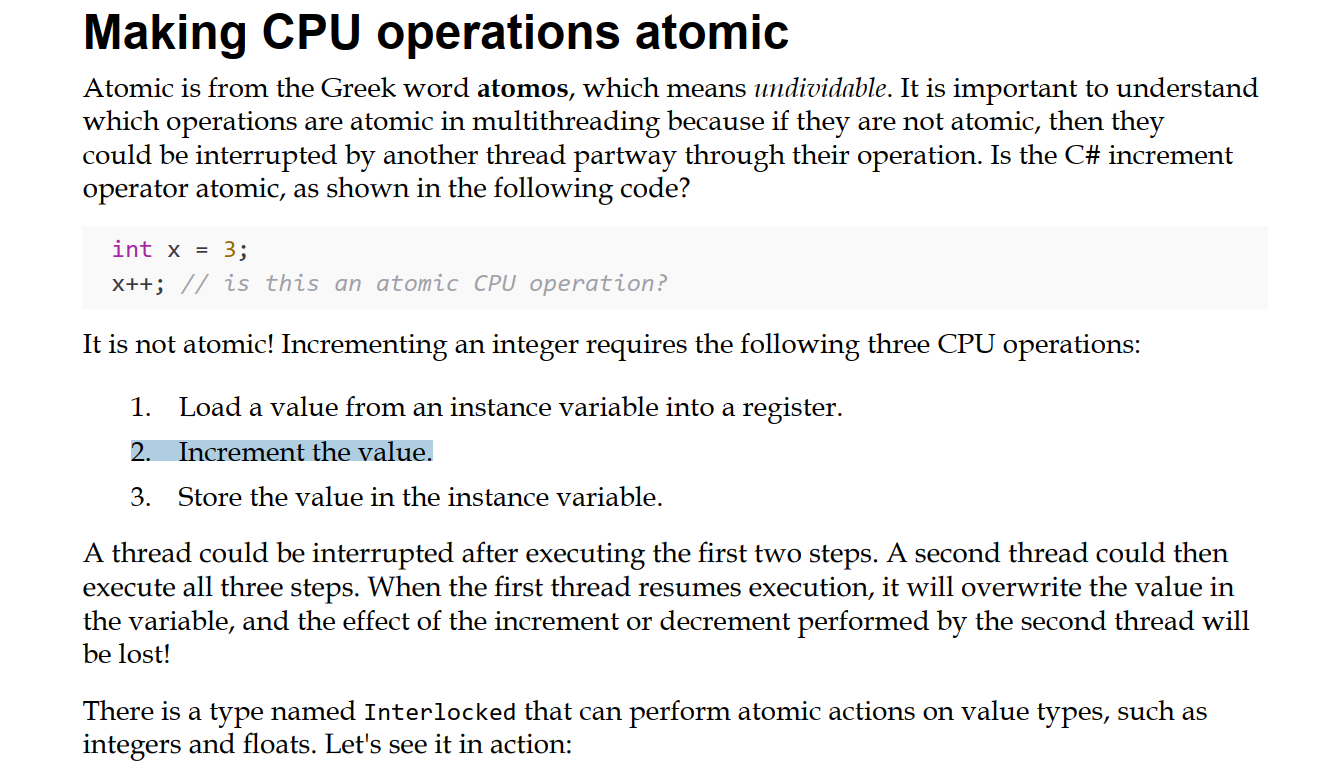 Making CPU operations atomic
Atomic is from the Greek word atomos, which means undividable. It is important to understand
which operations are atomic in multithreading because if they are not atomic, then they
could be interrupted by another thread partway through their operation. Is the C# increment
operator atomic, as shown in the following code?
int x = 3;
x++; // is this an atomic CPU operation?
It is not atomic! Incrementing an integer requires the following three CPU operations:
1. Load a value from an instance variable into a register.
2. Increment the value.
3. Store the value in the instance variable.
A thread could be interrupted after executing the first two steps. A second thread could then
execute all three steps. When the first thread resumes execution, it will overwrite the value in
the variable, and the effect of the increment or decrement performed by the second thread will
be lost!
There is a type named Interlocked that can perform atomic actions on value types, such as
integers and floats. Let's see it in action: